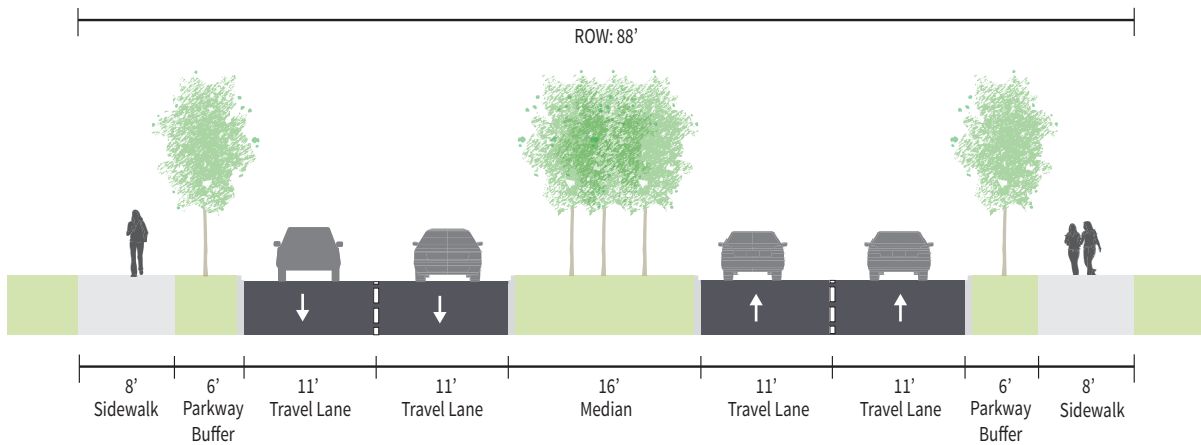 ROW: 88’
8’
Sidewalk
6’
Parkway
Buffer
11’
Travel Lane
11’
Travel Lane
16’
Median
11’
Travel Lane
11’
Travel Lane
6’
Parkway
Buffer
8’
Sidewalk